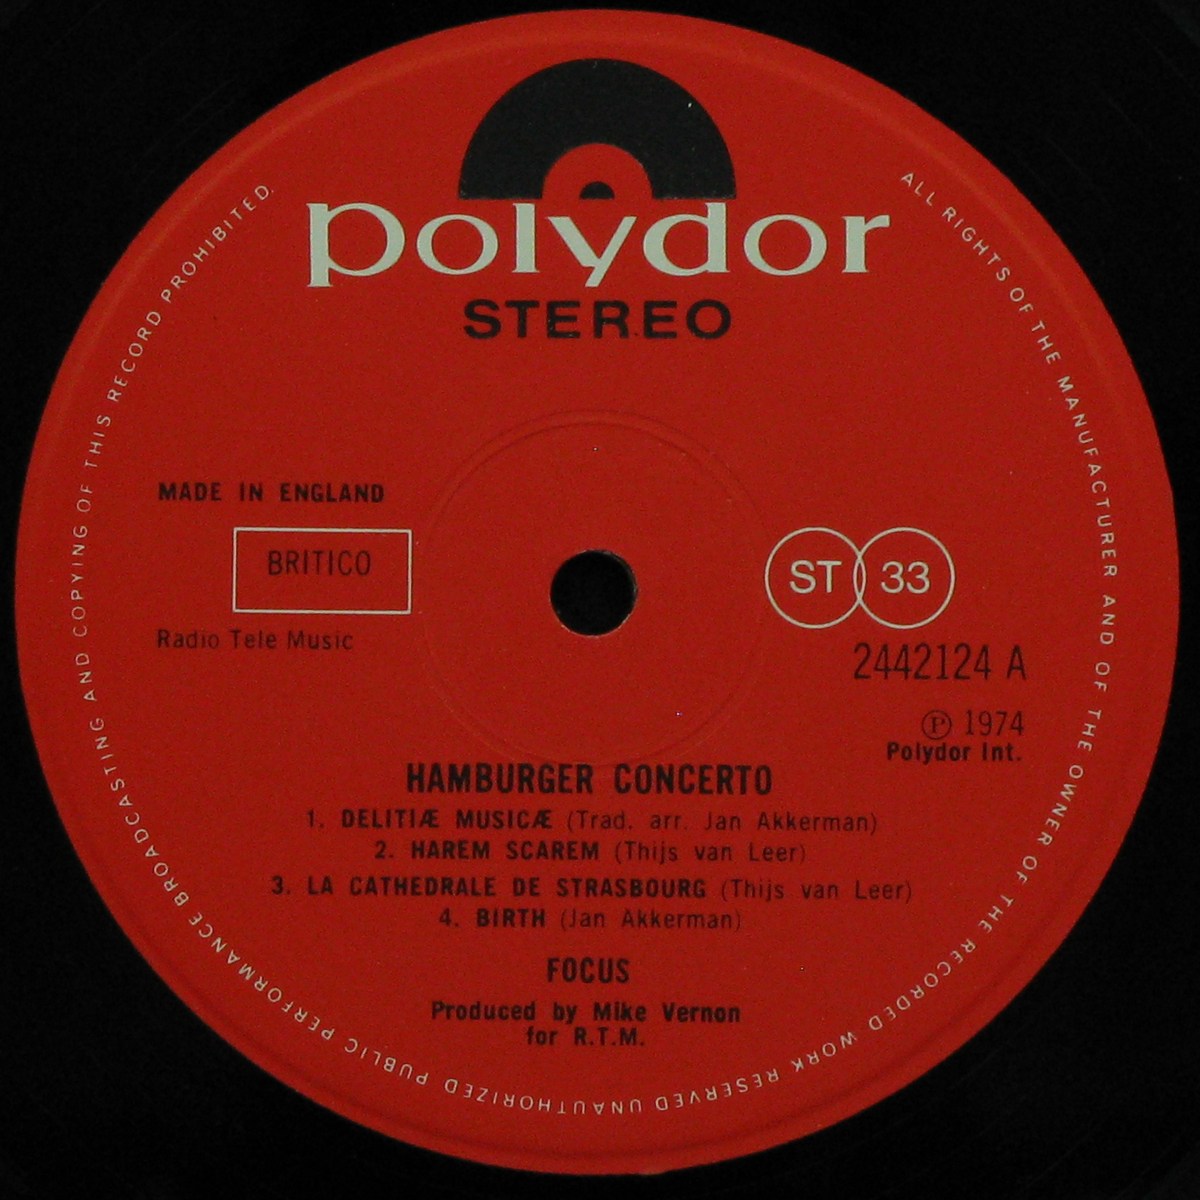 polydor
STEREO
MADE IN ENGLAND
BRITICO
Radio Tele Music
ST 33
2442124 A
℗ 1974
Polydor Int.
HAMBURGER CONCERTO
1. DELITIÆ MUSICÆ (Trad. arr. Jan Akkerman)
2. HAREM SCAREM (Thijs van Leer)
3. LA CATHEDRALE DE STRASBOURG (Thijs van Leer)
4. BIRTH (Jan Akkerman)
FOCUS
Produced by Mike Vernon
for R.T.M.
ALL RIGHTS OF THE MANUFACTURER AND OF THE OWNER OF THE RECORDED WORK RESERVED UNAUTHORIZED PUBLIC PERFORMANCE BROADCASTING AND COPYING OF THIS RECORD PROHIBITED.